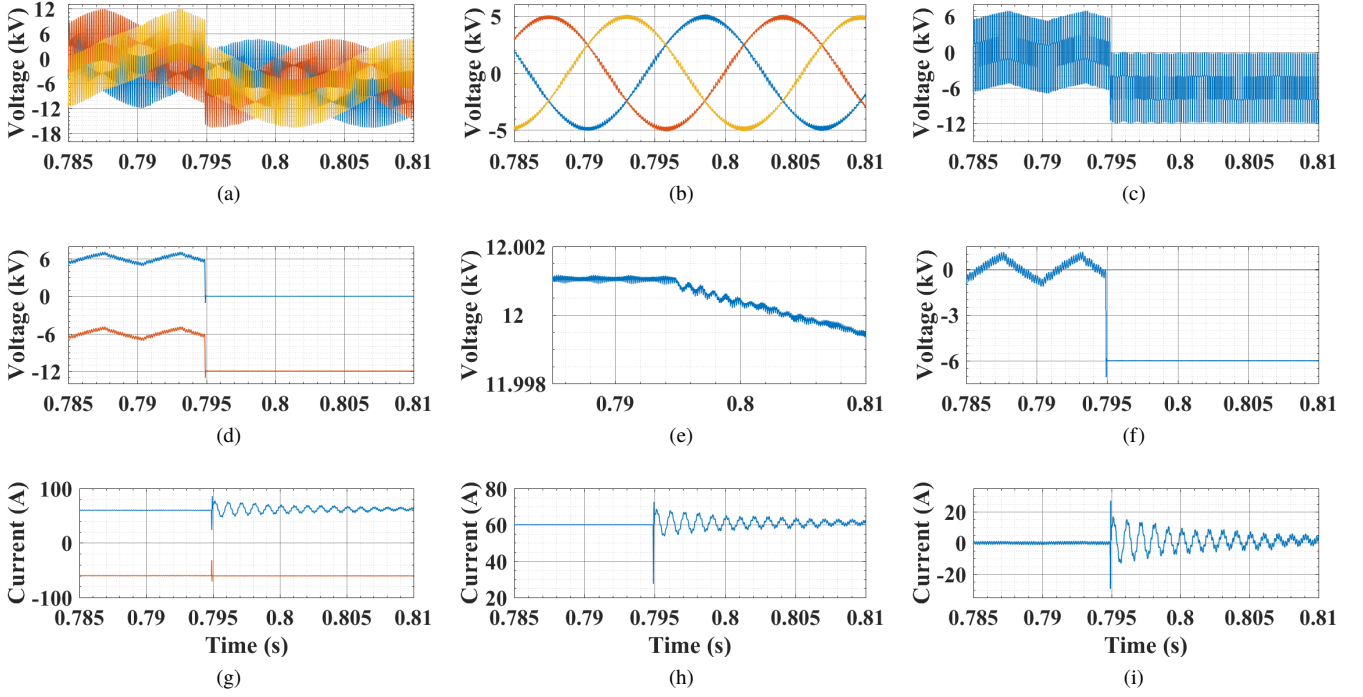 Voltage (kV)
12
6
0
-6
-12
-18
0.785 0.79 0.795 0.8 0.805 0.81
(a)
Voltage (kV)
5
0
-5
0.785 0.79 0.795 0.8 0.805 0.81
(b)
Voltage (kV)
6
0
-6
-12
0.785 0.79 0.795 0.8 0.805 0.81
(c)
Voltage (kV)
6
0
-6
-12
0.785 0.79 0.795 0.8 0.805 0.81
(d)
Voltage (kV)
12.002
12
11.998
0.79 0.8 0.81
(e)
Voltage (kV)
0
-3
-6
0.785 0.79 0.795 0.8 0.805 0.81
(f)
Current (A)
100
0
-100
0.785 0.79 0.795 0.8 0.805 0.81
Time (s)
(g)
Current (A)
80
60
40
20
0.785 0.79 0.795 0.8 0.805 0.81
Time (s)
(h)
Current (A)
20
0
-20
0.785 0.79 0.795 0.8 0.805 0.81
Time (s)
(i)